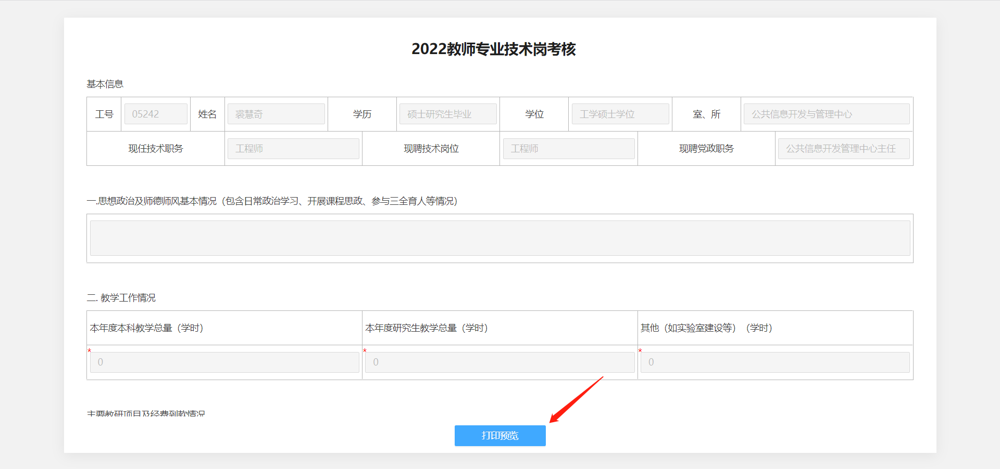 2022教师专业技术岗考核
基本信息
工号 05242 姓名 裘慧奇 学历 硕士研究生毕业 学位 工学硕士学位 室、所 公共信息开发与管理中心
现任技术职务 工程师 现聘技术岗位 工程师 现聘党政职务 公共信息开发管理中心主任
一.思想政治及师德师风基本情况（包含日常政治学习、开展课程思政、参与三全育人等情况）
二. 教学工作情况
本年度本科教学总量（学时） 本年度研究生教学总量（学时） 其他（如实验室建设等）（学时）
* 0 * 0 * 0
主要教研项目及经费到款情况
打印预览